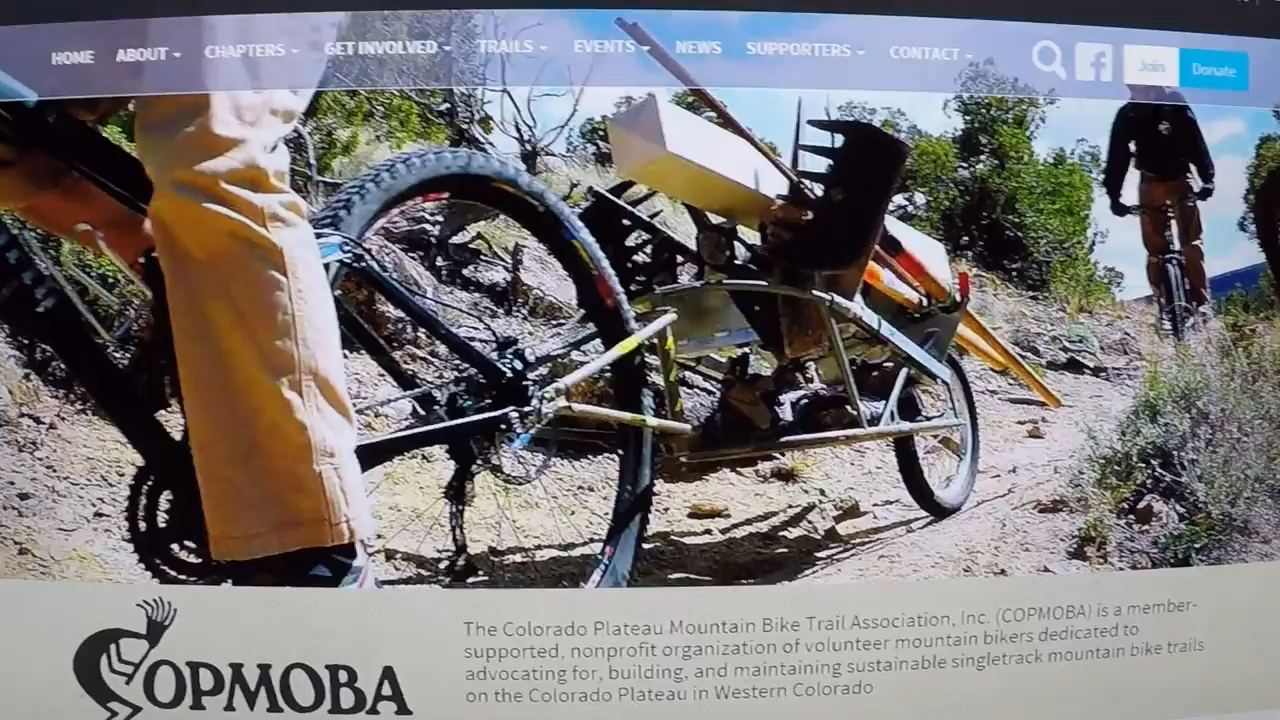 HOME ABOUT CHAPTERS GET INVOLVED TRAILS EVENTS NEWS SUPPORTERS CONTACT Join Donate
The Colorado Plateau Mountain Bike Trail Association, Inc. (COPMOBA) is a member-
supported, nonprofit organization of volunteer mountain bikers dedicated to
advocating for, building, and maintaining sustainable singletrack mountain bike trails
on the Colorado Plateau in Western Colorado
COPMOBA